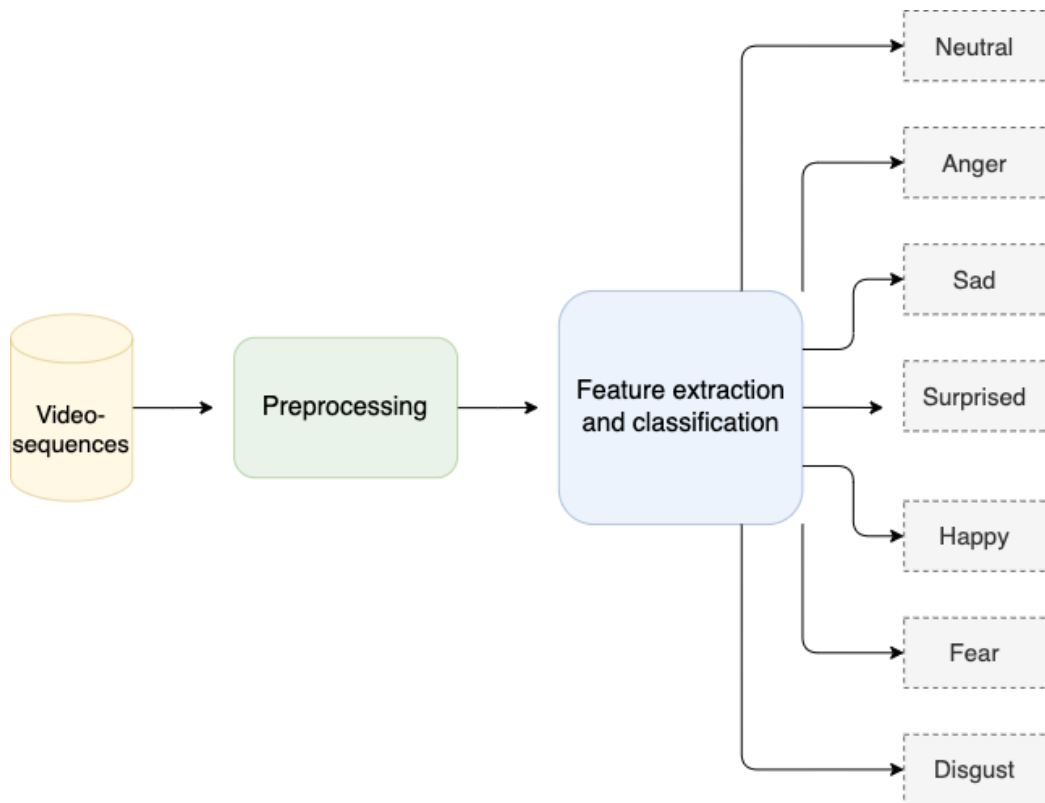 Video-
sequences
Preprocessing
Feature extraction
and classification
Neutral
Anger
Sad
Surprised
Happy
Fear
Disgust